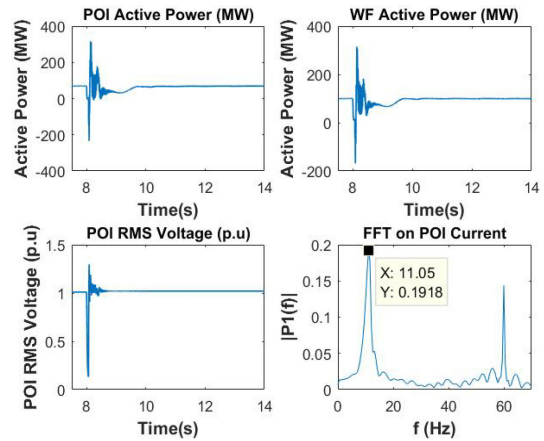 POI Active Power (MW)
Active Power (MW)
400
200
0
-200
-400
8
10
12
14
Time(s)
WF Active Power (MW)
Active Power (MW)
400
200
0
-200
8
10
12
14
Time(s)
POI RMS Voltage (p.u)
POI RMS Voltage (p.u)
1.5
1
0.5
0
8
10
12
14
Time(s)
FFT on POI Current
|P1(f)|
0.2
0.15
0.1
0.05
0
X: 11.05
Y: 0.1918
0
20
40
60
f (Hz)